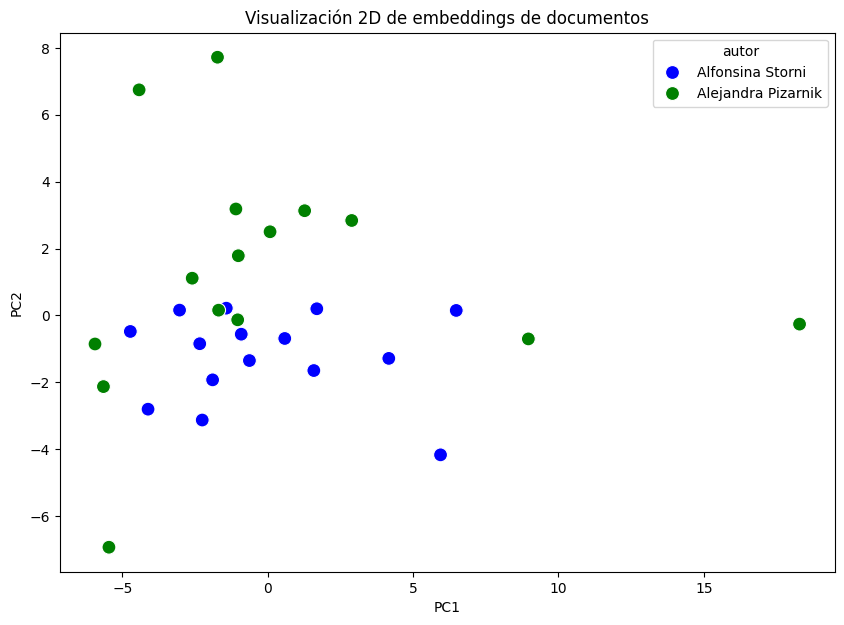 Visualización 2D de embeddings de documentos
autor
Alfonsina Storni
Alejandra Pizarnik
8
6
4
2
0
−2
−4
−6
PC2
−5
0
5
10
15
PC1